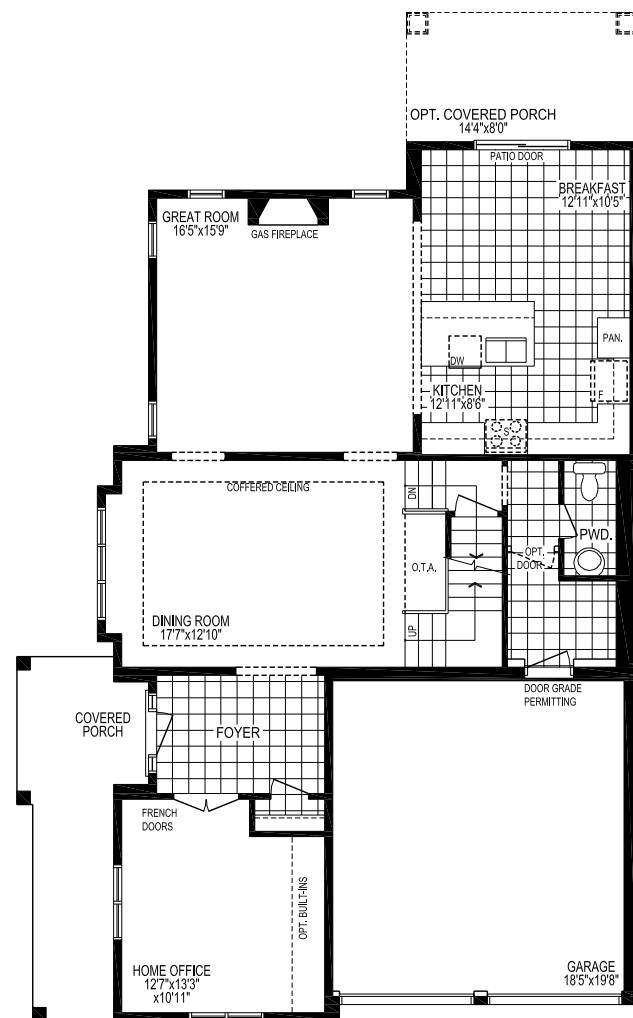 OPT. COVERED PORCH
14'4"x8'0"
PATIO DOOR
BREAKFAST
12'11"x10'5"
GREAT ROOM
16'5"x15'9"
GAS FIREPLACE
PAN.
DW
F
KITCHEN
12'11"x8'6"
S
COFFERED CEILING
DN
PWD.
OPT.
DOOR
O.T.A.
DINING ROOM
17'7"x12'10"
UP
DOOR GRADE
PERMITTING
COVERED
PORCH
FOYER
FRENCH
DOORS
OPT. BUILT-INS
HOME OFFICE
12'7"x13'3"
x10'11"
GARAGE
18'5"x19'8"